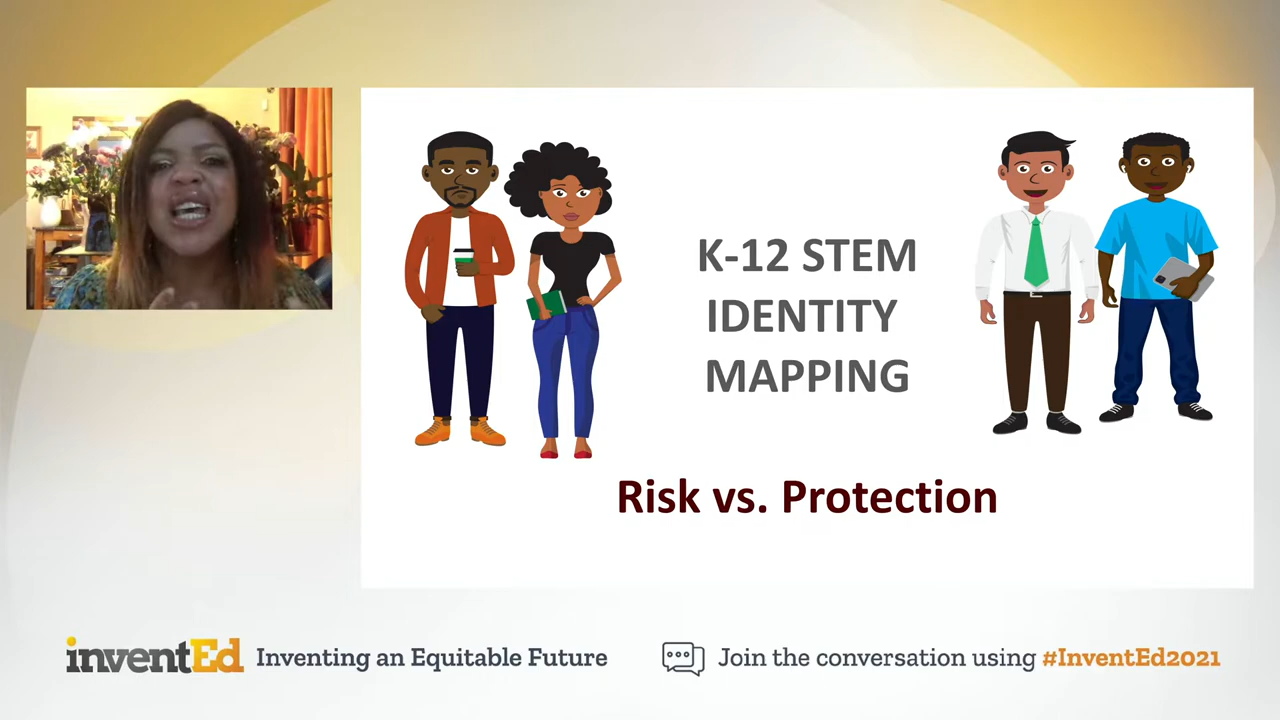 K-12 STEM
IDENTITY
MAPPING
Risk vs. Protection
inventEd Inventing an Equitable Future
Join the conversation using #InventEd2021